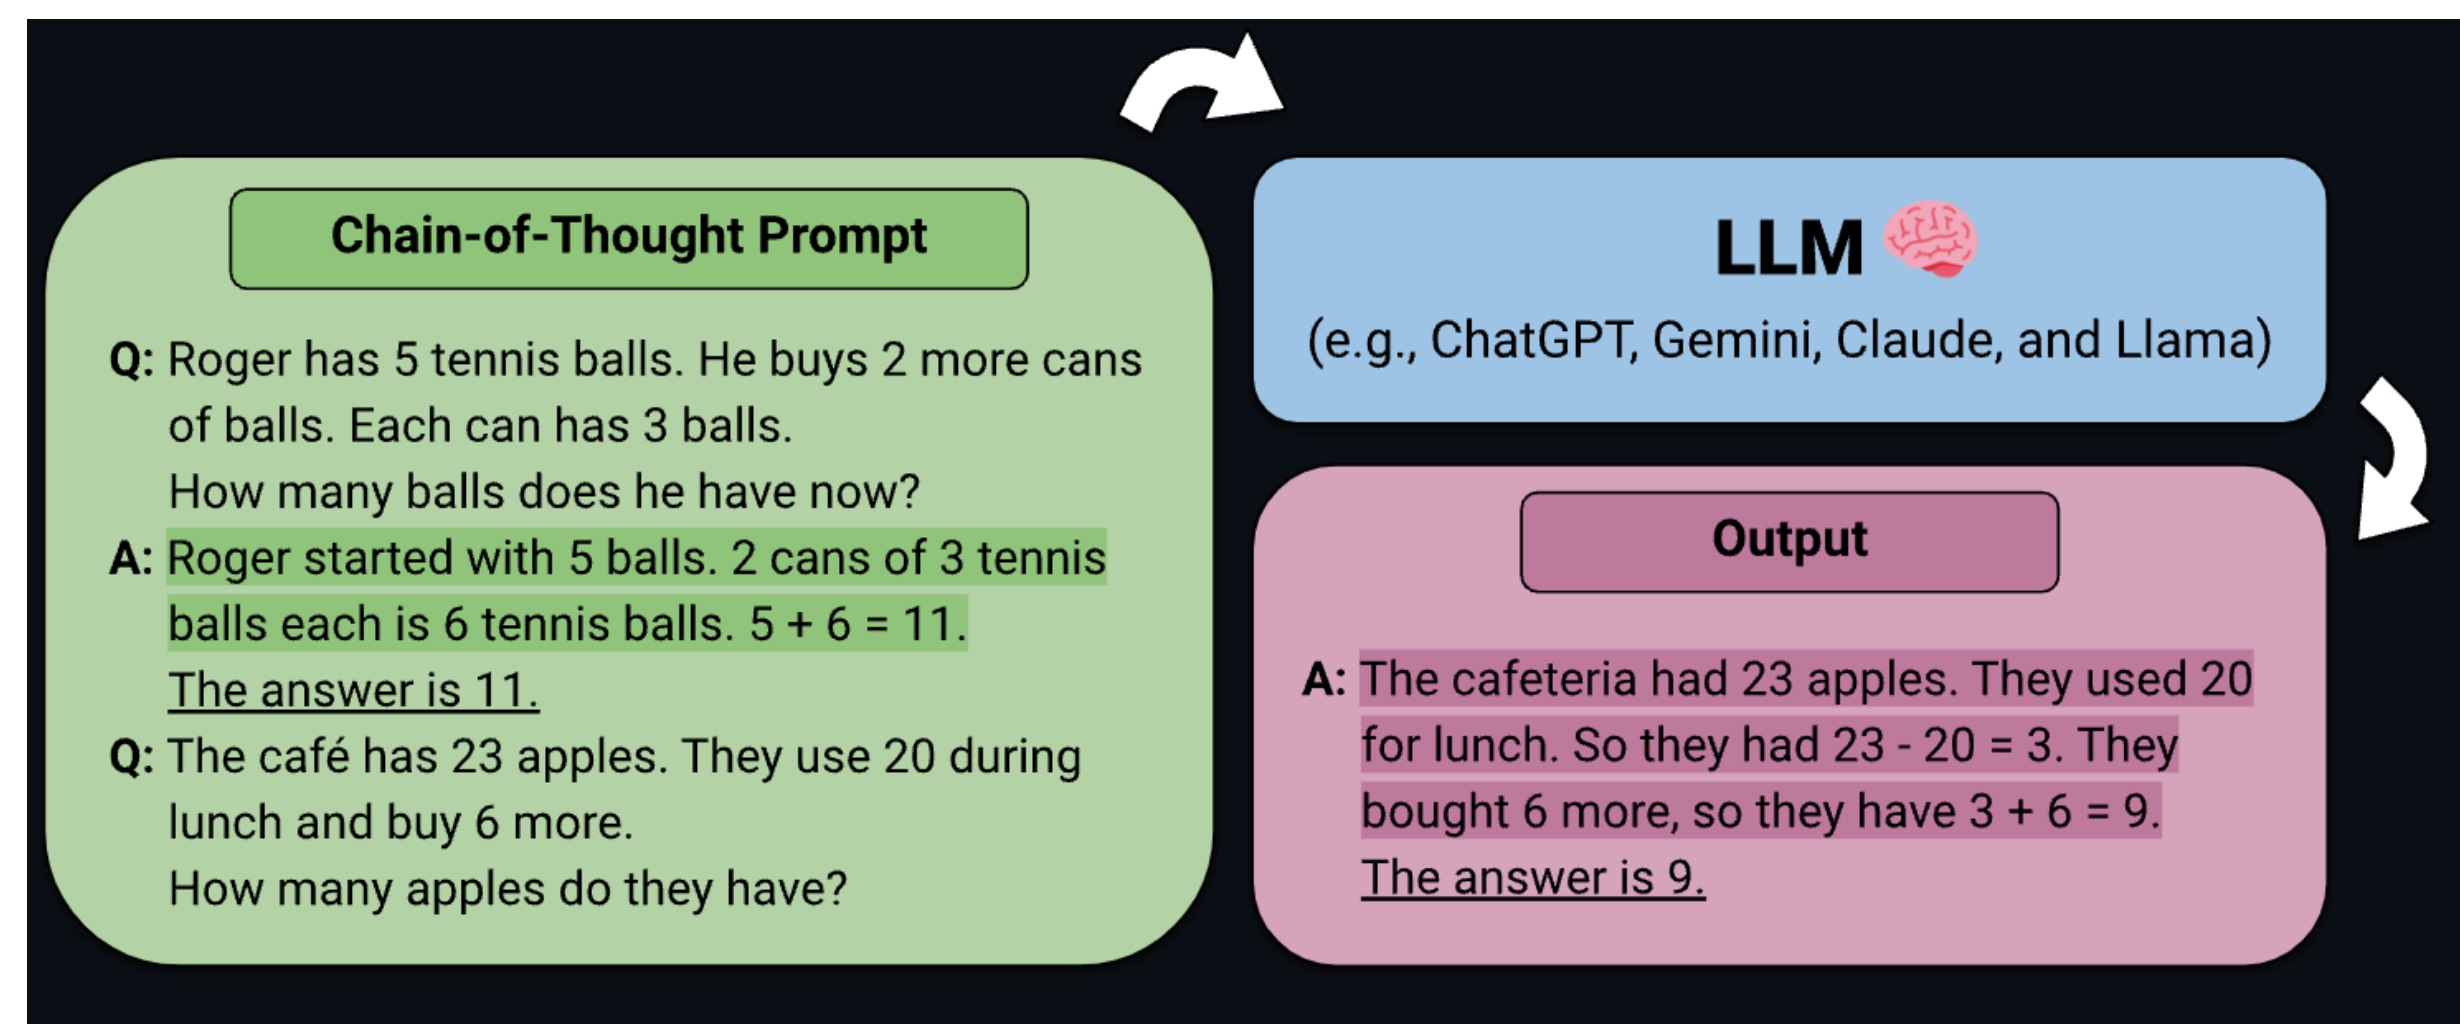 Chain-of-Thought Prompt
Q: Roger has 5 tennis balls. He buys 2 more cans
of balls. Each can has 3 balls.
How many balls does he have now?
A: Roger started with 5 balls. 2 cans of 3 tennis
balls each is 6 tennis balls. 5 + 6 = 11.
The answer is 11.
Q: The café has 23 apples. They use 20 during
lunch and buy 6 more.
How many apples do they have?
LLM
(e.g., ChatGPT, Gemini, Claude, and Llama)
Output
A: The cafeteria had 23 apples. They used 20
for lunch. So they had 23 - 20 = 3. They
bought 6 more, so they have 3 + 6 = 9.
The answer is 9.